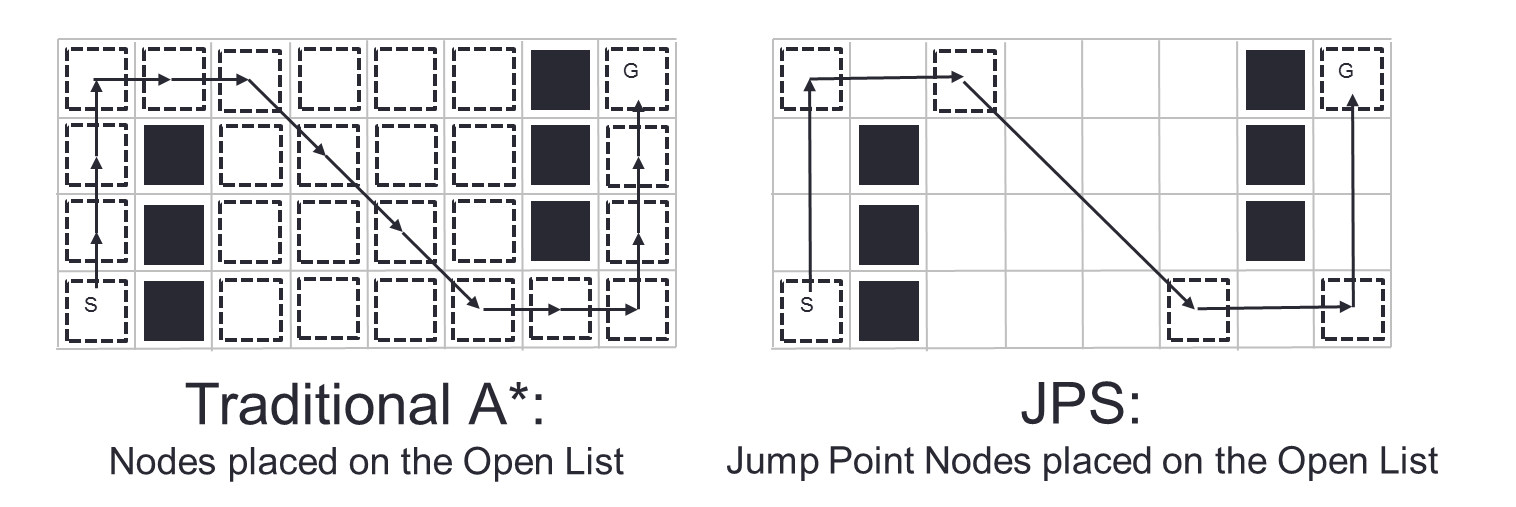 G
G
S
S
Traditional A*:
Nodes placed on the Open List
JPS:
Jump Point Nodes placed on the Open List